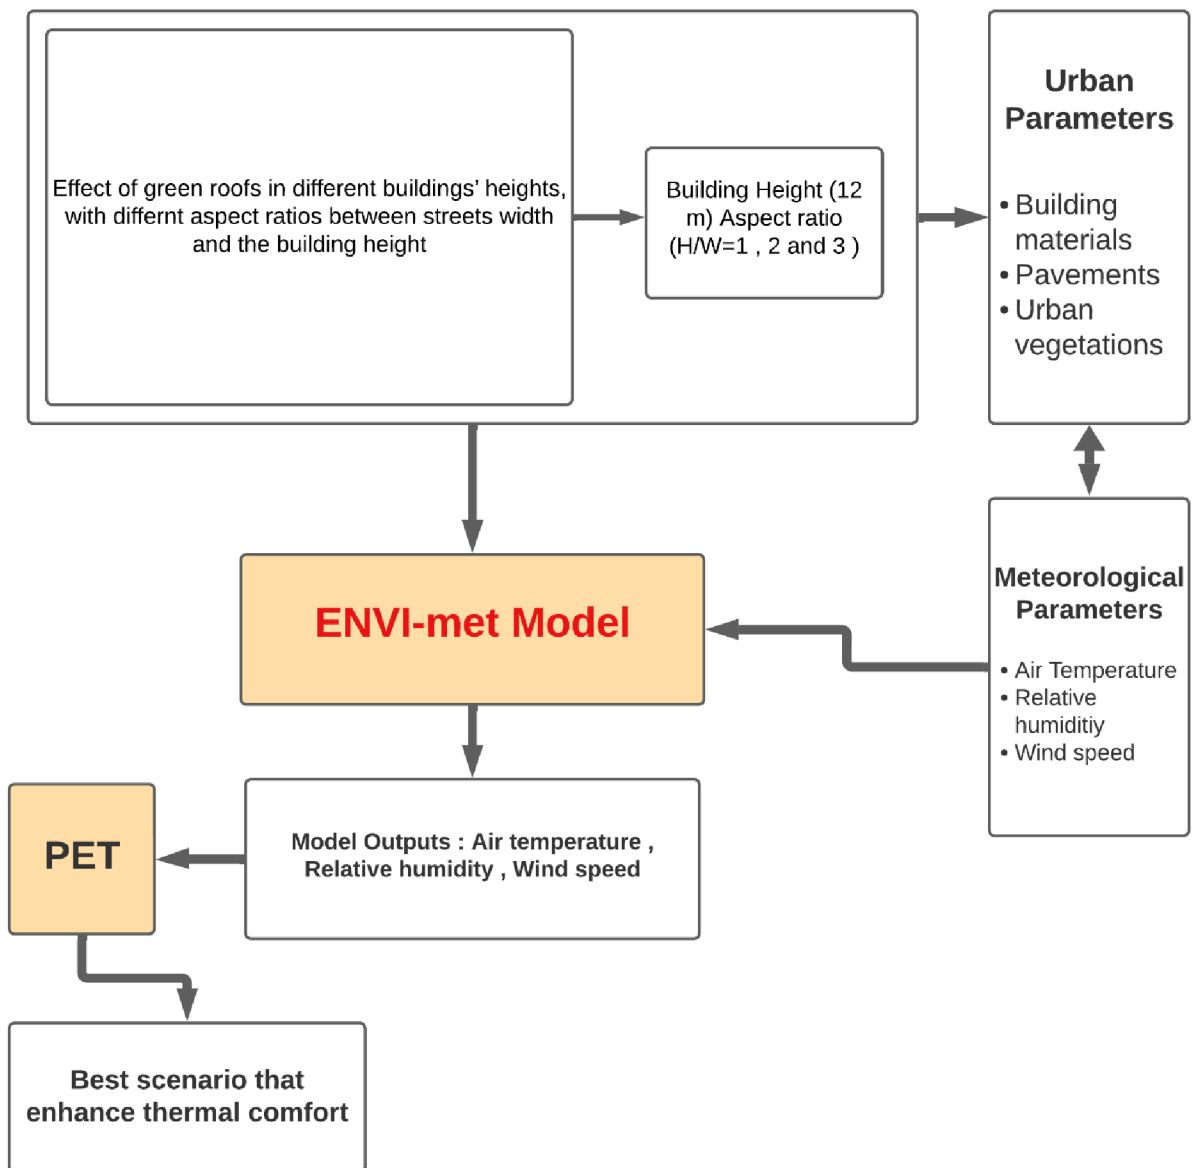 Effect of green roofs in different buildings’ heights,
with differnt aspect ratios between streets width
and the building height
Building Height (12
m) Aspect ratio
(H/W=1 , 2 and 3 )
Urban
Parameters
• Building
materials
• Pavements
• Urban
vegetations
Meteorological
Parameters
• Air Temperature
• Relative
humiditiy
• Wind speed
ENVI-met Model
Model Outputs : Air temperature ,
Relative humidity , Wind speed
PET
Best scenario that
enhance thermal comfort